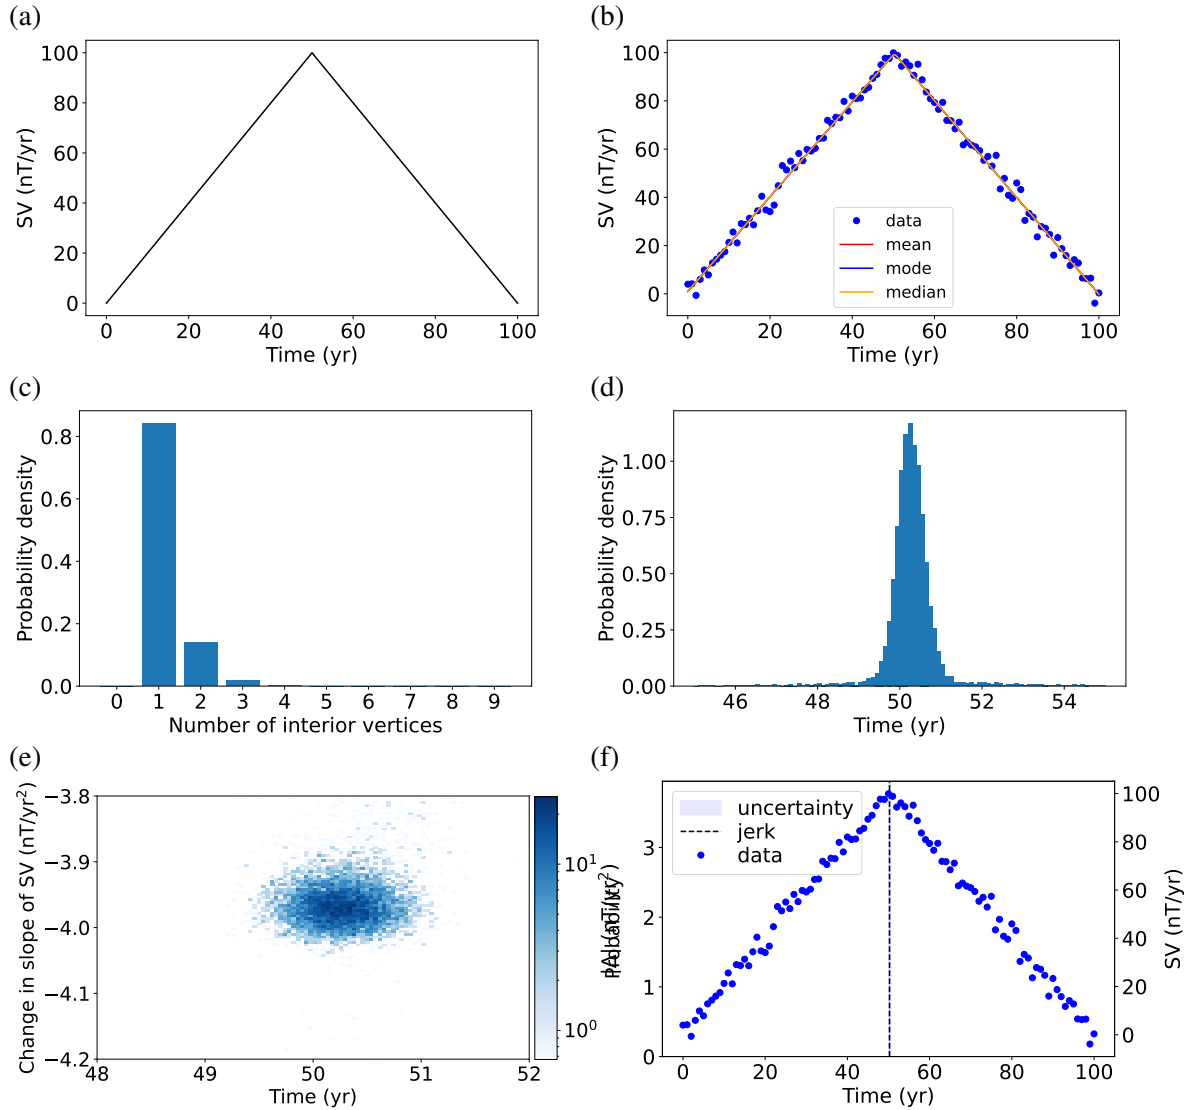 (a)
100
80
60
40
20
0
SV (nT/yr)
0 20 40 60 80 100
Time (yr)
(b)
100
80
60
40
20
0
SV (nT/yr)
data
mean
mode
median
0 20 40 60 80 100
Time (yr)
(c)
0.8
0.6
0.4
0.2
0.0
Probability density
0 1 2 3 4 5 6 7 8 9
Number of interior vertices
(d)
1.00
0.75
0.50
0.25
0.00
Probability density
46 48 50 52 54
Time (yr)
(e)
−3.8
−3.9
−4.0
−4.1
−4.2
Change in slope of SV (nT/yr²)
48 49 50 51 52
Time (yr)
10¹
10⁰
Probability
(f)
3
2
1
0
uncertainty
jerk
data
100
80
60
40
20
0
SV (nT/yr)
0 20 40 60 80 100
Time (yr)